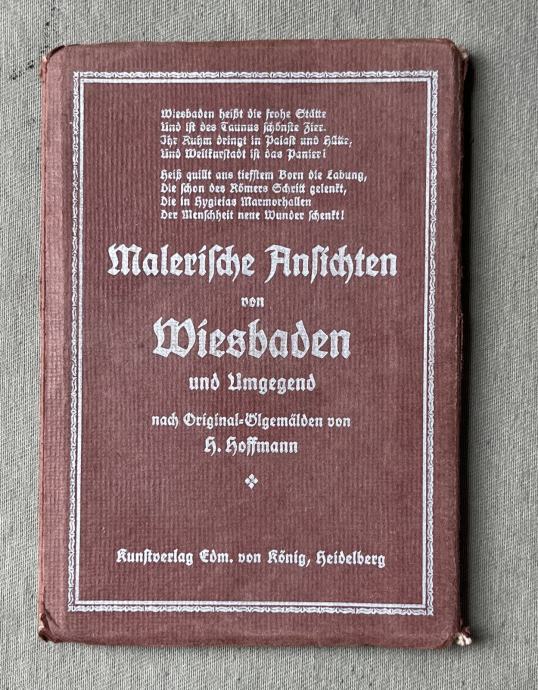 Wiesbaden heißt die frohe Stätte
Und ist des Taunus schönste Zier.
Ihr Ruhm dringt in Palast und Hütte,
Und Weltkurstadt ist das Panier!
Heiß quillt aus tiefstem Born die Labung,
Die schon des Römers Schritt gelenkt,
Die in Hygieias Marmorhallen
Der Menschheit neue Wunder schenkt!
Malerische Ansichten
von
Wiesbaden
und Umgegend
nach Original-Ölgemälden von
H. Hoffmann
Kunstverlag Edm. von König, Heidelberg